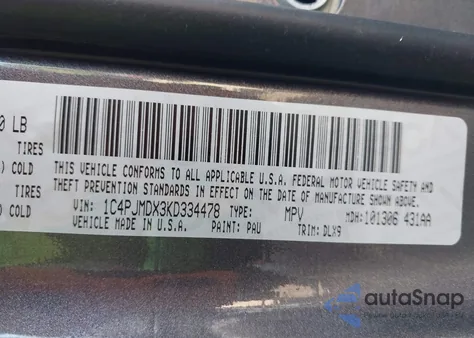 0 LB
TIRES
) COLD
TIRES
) COLD
THIS VEHICLE CONFORMS TO ALL APPLICABLE U.S.A. FEDERAL MOTOR VEHICLE SAFETY AND
THEFT PREVENTION STANDARDS IN EFFECT ON THE DATE OF MANUFACTURE SHOWN ABOVE.
VIN: 1C4PJMDX3KD334478 TYPE: MPV MDH: 101306 431AA
VEHICLE MADE IN U.S.A. PAINT: PAU TRIM: DLX9
autoSnap